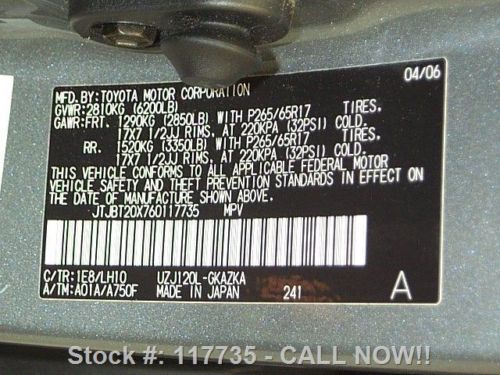 MFD. BY: TOYOTA MOTOR CORPORATION 04/06
GVWR: 2810KG (6200LB)
GAWR: FRT. 1290KG (2850LB) WITH P265/65R17 TIRES,
17X7 1/2JJ RIMS, AT 220KPA (32PSI) COLD.
RR. 1520KG (3350LB) WITH P265/65R17 TIRES,
17X7 1/2JJ RIMS, AT 220KPA (32PSI) COLD.
THIS VEHICLE CONFORMS TO ALL APPLICABLE FEDERAL MOTOR
VEHICLE SAFETY AND THEFT PREVENTION STANDARDS IN EFFECT ON
THE DATE OF MANUFACTURE SHOWN ABOVE.
JTJBT20X760117735 MPV
C/TR: 1E8/LH10 UZJ120L-GKAZKA A
A/TM: A01A/A750F MADE IN JAPAN 241
Stock #: 117735 - CALL NOW!!